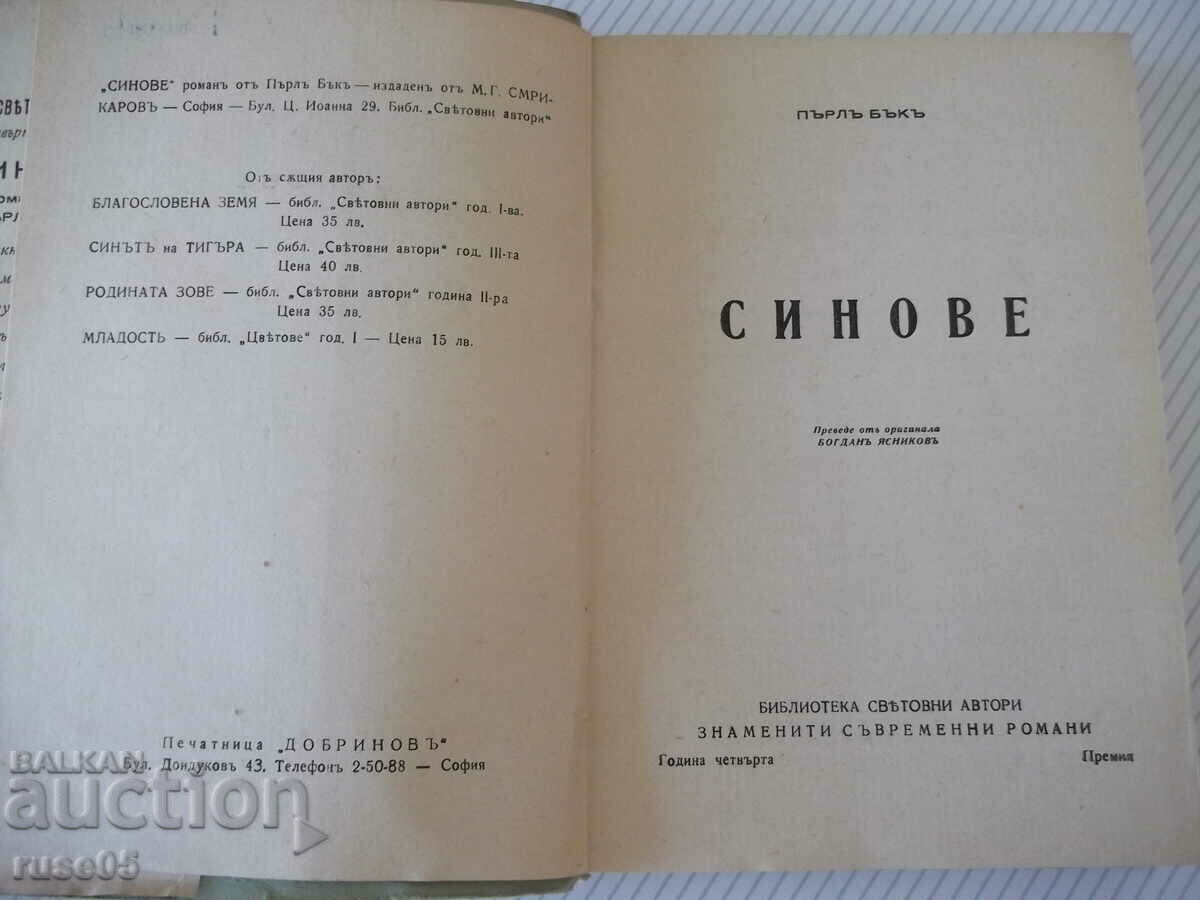 „СИНОВЕ" романъ отъ Пърлъ Бъкъ — издаденъ отъ М. Г. СМРИ-
КАРОВЪ — София — Бул. Ц. Иоанна 29. Библ. „Свѣтовни автори"
Отъ сѫщия авторъ:
БЛАГОСЛОВЕНА ЗЕМЯ — библ. „Свѣтовни автори" год. I-ва.
Цена 35 лв.
СИНЪТЪ на ТИГЪРА — библ. „Свѣтовни автори" год. III-та
Цена 40 лв.
РОДИНАТА ЗОВЕ — библ. „Свѣтовни автори" година II-ра
Цена 35 лв.
МЛАДОСТЬ — библ. „Цвѣтове" год. I — Цена 15 лв.
Печатница „ДОБРИНОВЪ"
Бул. Дондуковъ 43. Телефонъ 2-50-88 — София
ПЪРЛЪ БЪКЪ
СИНОВЕ
Преведе отъ оригинала
БОГДАНЪ ЯСНИКОВЪ
БИБЛИОТЕКА СВѢТОВНИ АВТОРИ
ЗНАМЕНИТИ СЪВРЕМЕННИ РОМАНИ
Година четвърта Премия
BALKAN
auction
ruse05